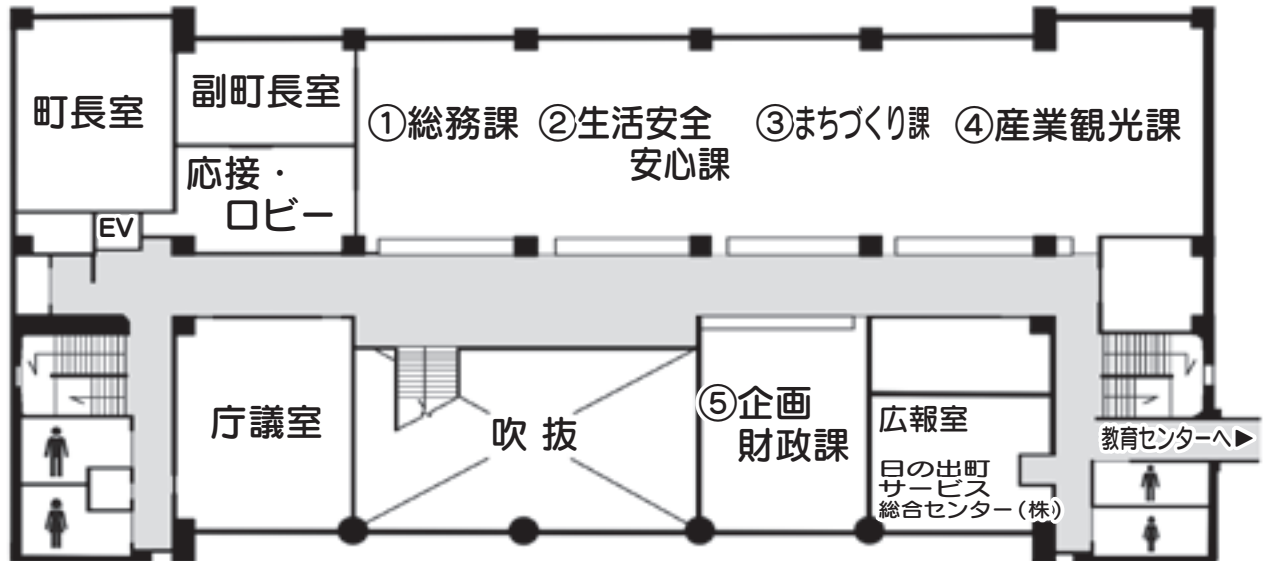 町長室
副町長室
応接・
ロビー
EV
①総務課
②生活安全
安心課
③まちづくり課
④産業観光課
庁議室
吹抜
⑤企画
財政課
広報室
日の出町
サービス
総合センター(株)
教育センターへ▶